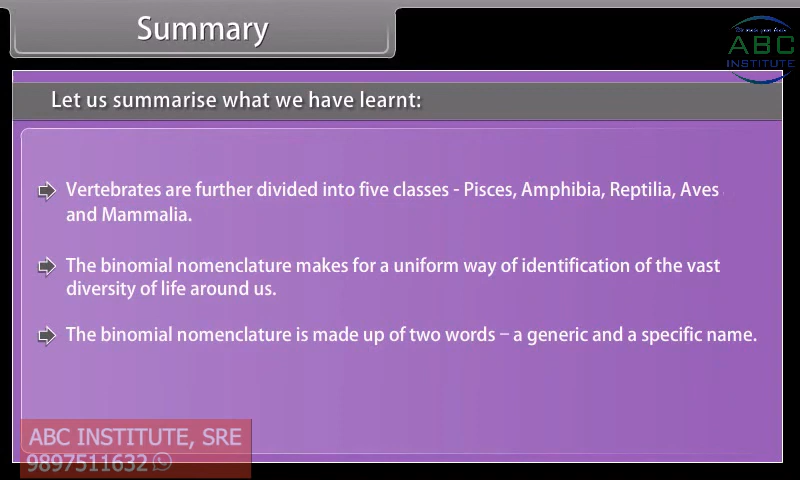 Summary
ABC
INSTITUTE
Let us summarise what we have learnt:
Vertebrates are further divided into five classes - Pisces, Amphibia, Reptilia, Aves
and Mammalia.
The binomial nomenclature makes for a uniform way of identification of the vast
diversity of life around us.
The binomial nomenclature is made up of two words – a generic and a specific name.
ABC INSTITUTE, SRE
9897511632